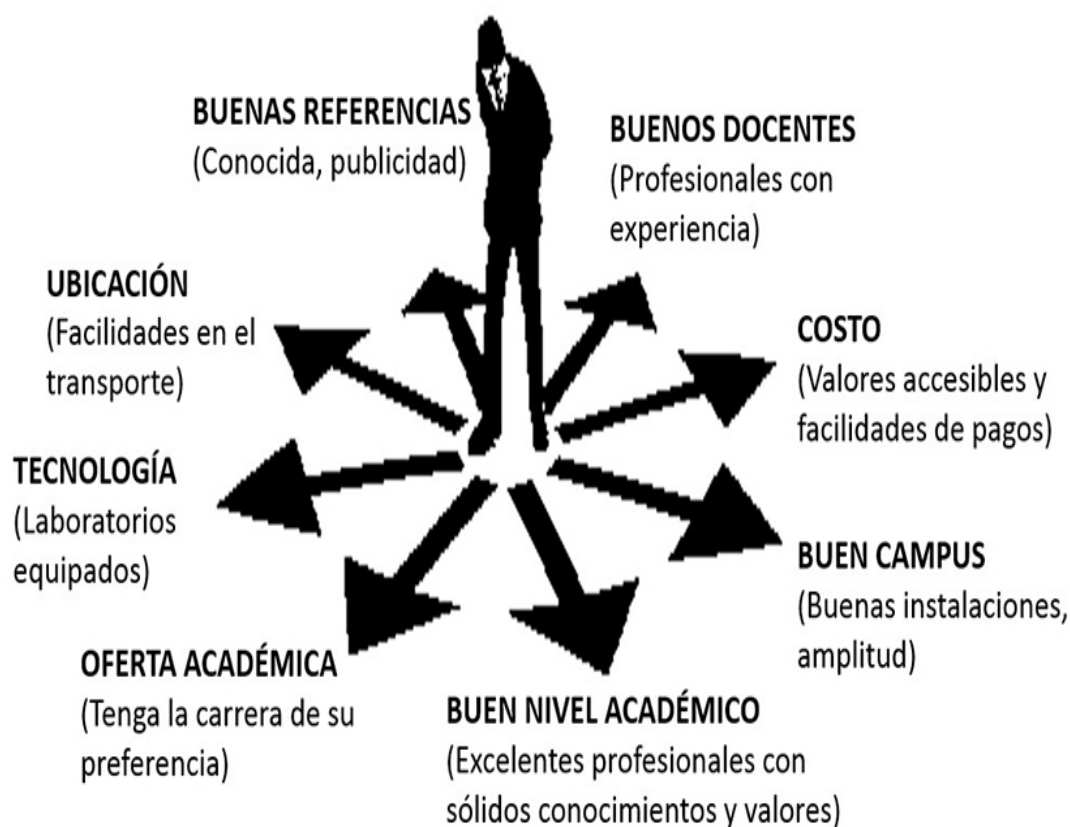 BUENAS REFERENCIAS
(Conocida, publicidad)
BUENOS DOCENTES
(Profesionales con
experiencia)
UBICACIÓN
(Facilidades en el
transporte)
COSTO
(Valores accesibles y
facilidades de pagos)
TECNOLOGÍA
(Laboratorios
equipados)
BUEN CAMPUS
(Buenas instalaciones,
amplitud)
OFERTA ACADÉMICA
(Tenga la carrera de su
preferencia)
BUEN NIVEL ACADÉMICO
(Excelentes profesionales con
sólidos conocimientos y valores)